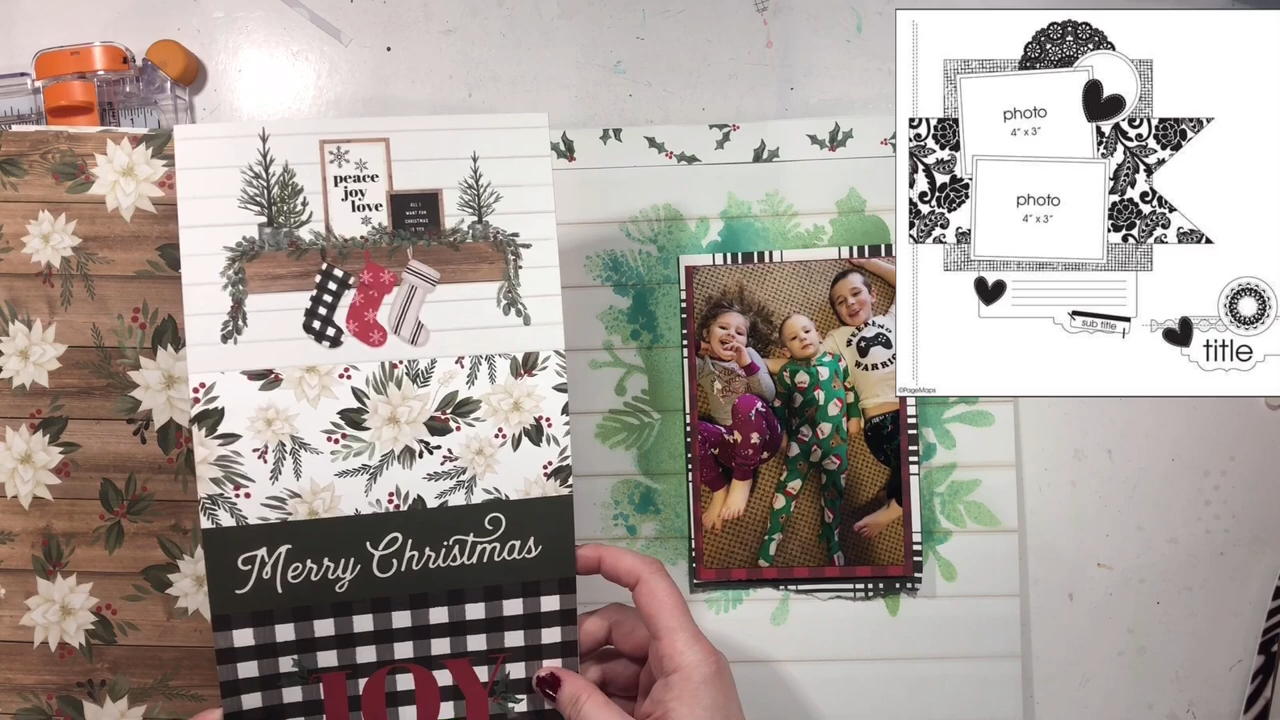 peace
joy
love
ALL I
WANT FOR
CHRISTMAS
IS YOU
Merry Christmas
JOY
WEEKEND
WARRIOR
photo
4" x 3"
photo
4" x 3"
sub title
title
©PageMaps